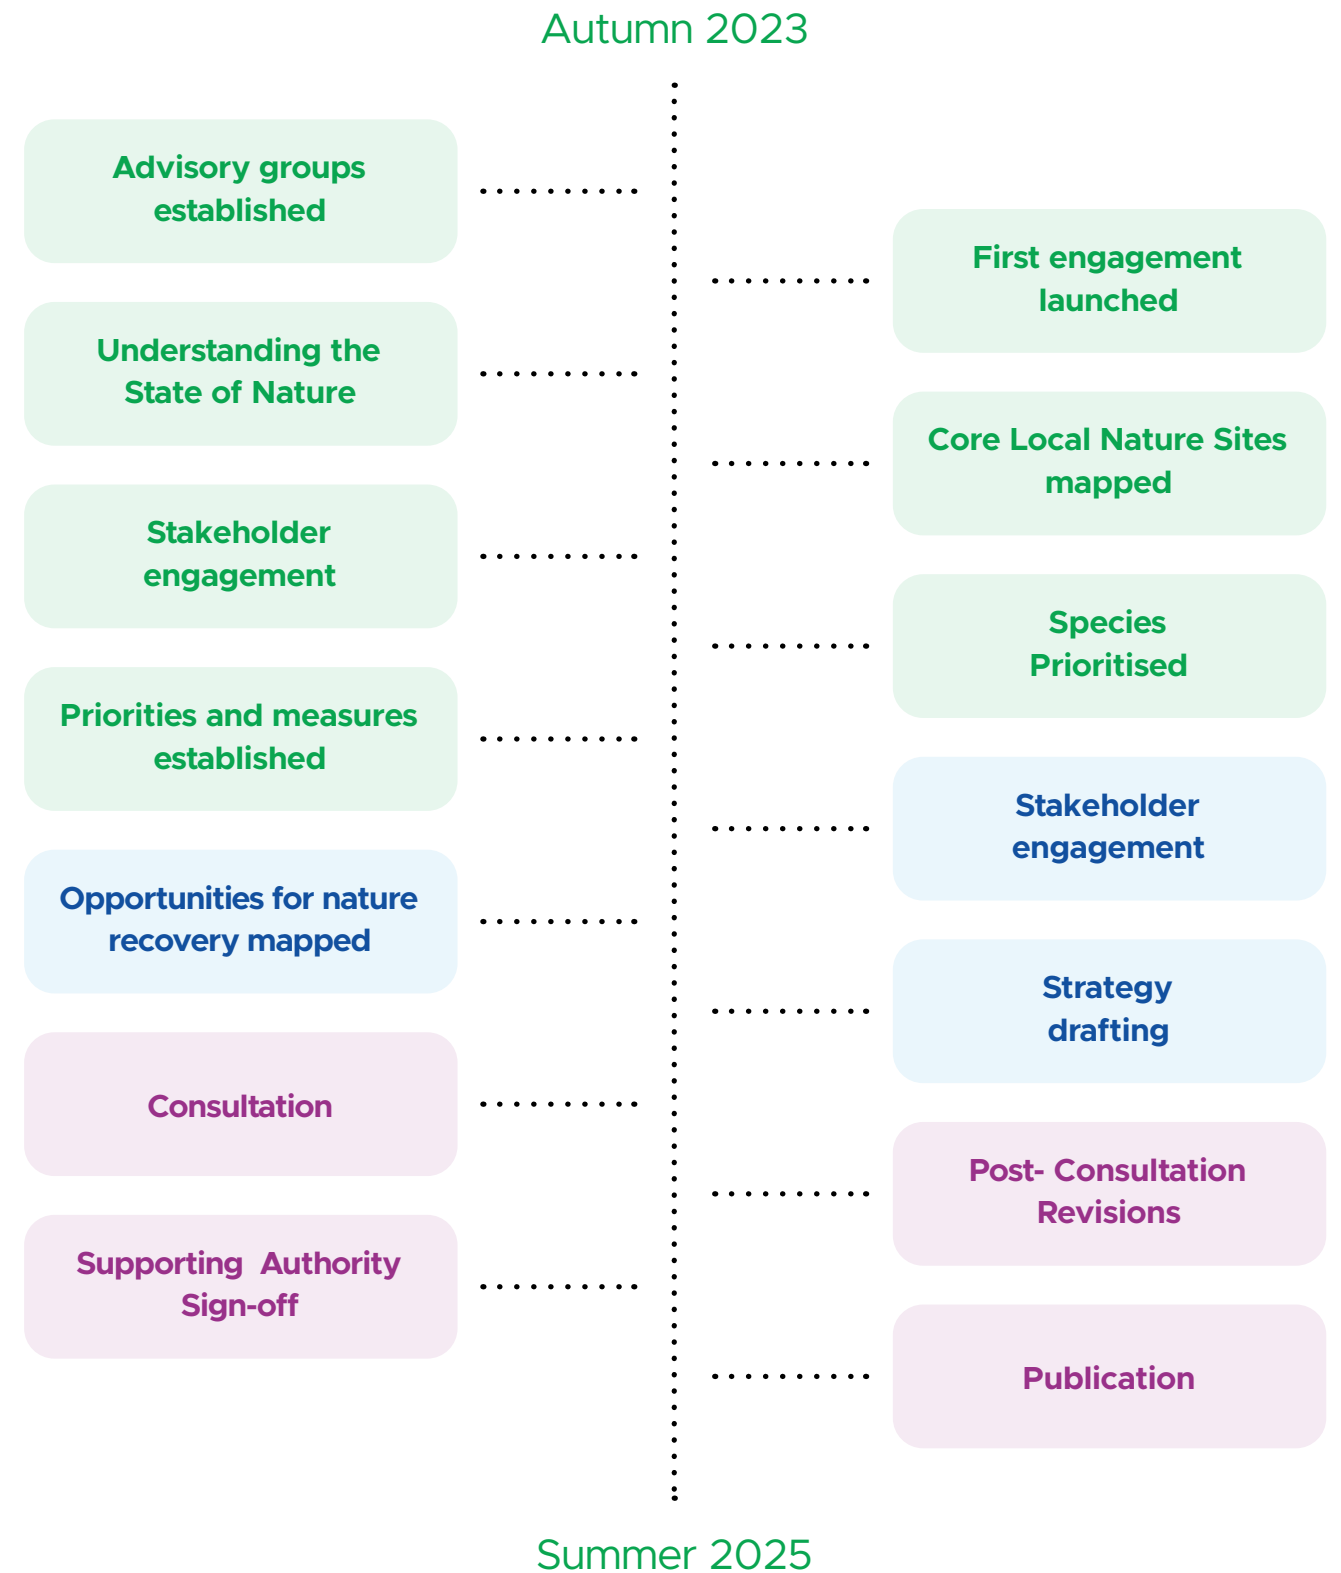 Autumn 2023
Advisory groups
established
First engagement
launched
Understanding the
State of Nature
Core Local Nature Sites
mapped
Stakeholder
engagement
Species
Prioritised
Priorities and measures
established
Stakeholder
engagement
Opportunities for nature
recovery mapped
Strategy
drafting
Consultation
Post- Consultation
Revisions
Supporting  Authority
Sign-off
Publication
Summer 2025